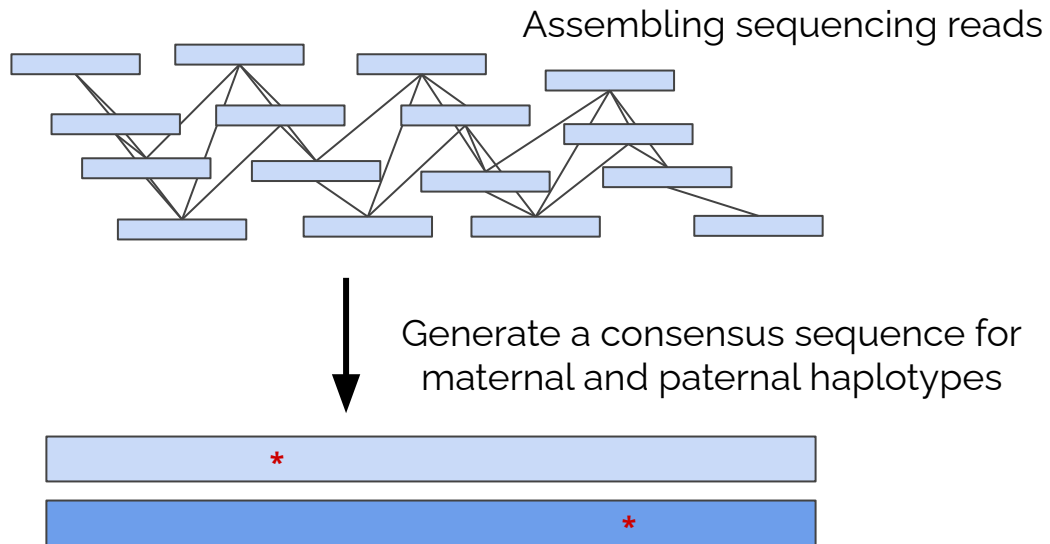 Assembling sequencing reads
Generate a consensus sequence for
maternal and paternal haplotypes
*
*